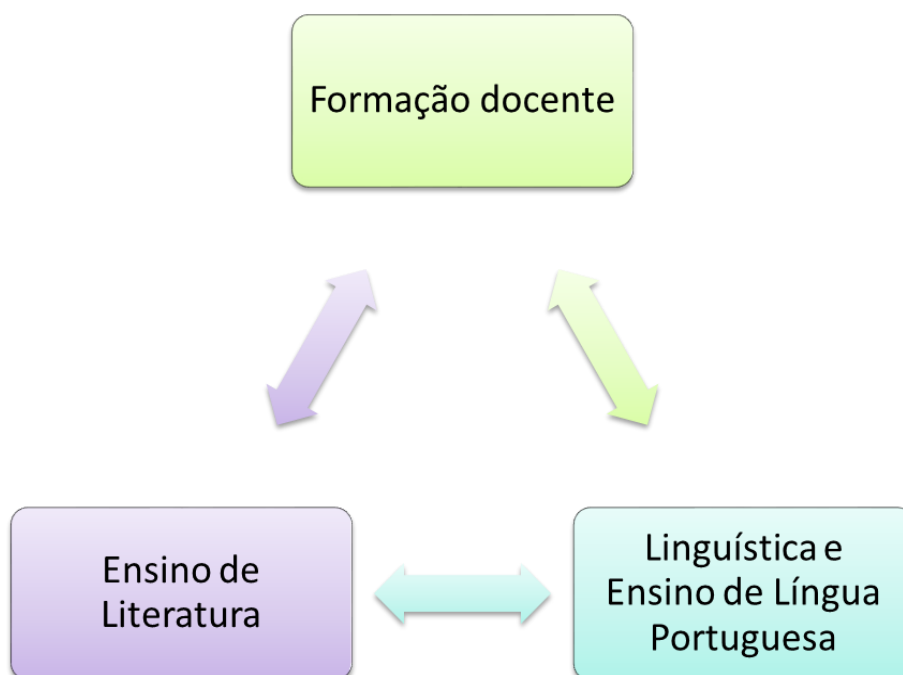 Formação docente
Ensino de
Literatura
Linguística e
Ensino de Língua
Portuguesa